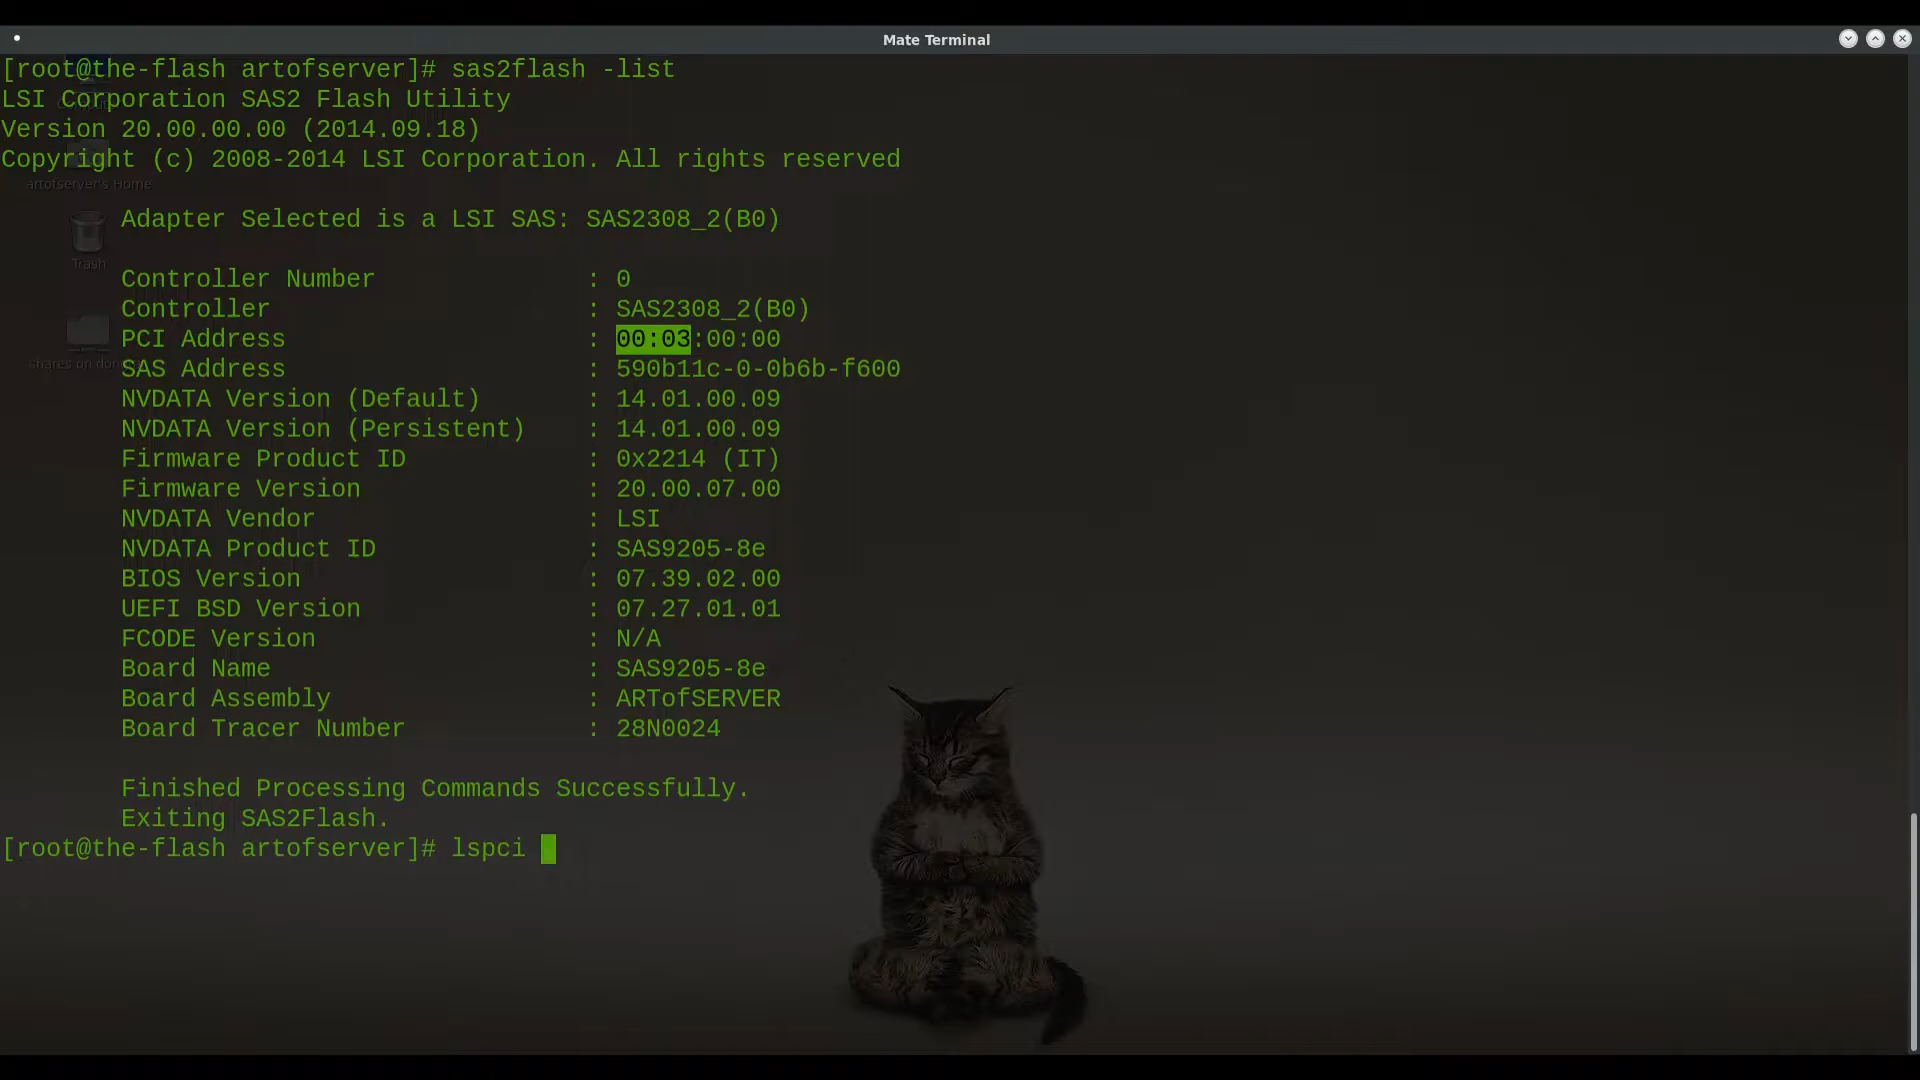 Mate Terminal
[root@the-flash artofserver]# sas2flash -list
LSI Corporation SAS2 Flash Utility
Version 20.00.00.00 (2014.09.18)
Copyright (c) 2008-2014 LSI Corporation. All rights reserved
artofserver's Home
Adapter Selected is a LSI SAS: SAS2308_2(B0)
Trash
Controller Number : 0
Controller : SAS2308_2(B0)
PCI Address : 00:03:00:00
shares on
SAS Address : 590b11c-0-0b6b-f600
NVDATA Version (Default) : 14.01.00.09
NVDATA Version (Persistent) : 14.01.00.09
Firmware Product ID : 0x2214 (IT)
Firmware Version : 20.00.07.00
NVDATA Vendor : LSI
NVDATA Product ID : SAS9205-8e
BIOS Version : 07.39.02.00
UEFI BSD Version : 07.27.01.01
FCODE Version : N/A
Board Name : SAS9205-8e
Board Assembly : ARTofSERVER
Board Tracer Number : 28N0024
Finished Processing Commands Successfully.
Exiting SAS2Flash.
[root@the-flash artofserver]# lspci